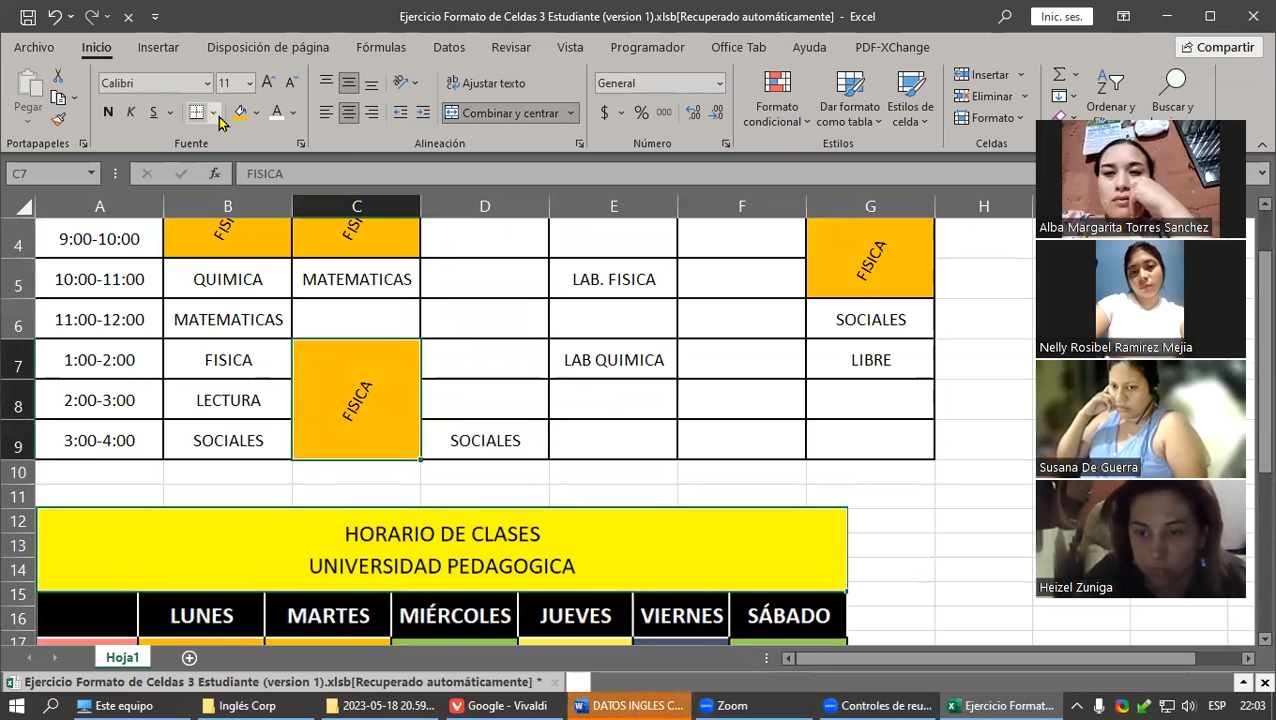 Ejercicio Formato de Celdas 3 Estudiante (version 1).xlsb[Recuperado automáticamente] - Excel
Inic. ses.
Archivo Inicio Insertar Disposición de página Fórmulas Datos Revisar Vista Programador Office Tab Ayuda PDF-XChange
Compartir
Pegar
Calibri 11
N K S
Ajustar texto
Combinar y centrar
General
$ % 000
Formato condicional
Dar formato como tabla
Estilos de celda
Insertar
Eliminar
Formato
Ordenar y
Buscar y
Portapapeles Fuente Alineación Número Estilos Celdas
C7 fx FISICA
A B C D E F G H
4 9:00-10:00 FISICA
5 10:00-11:00 QUIMICA MATEMATICAS LAB. FISICA
6 11:00-12:00 MATEMATICAS SOCIALES
7 1:00-2:00 FISICA FISICA LAB QUIMICA LIBRE
8 2:00-3:00 LECTURA
9 3:00-4:00 SOCIALES SOCIALES
10
11
12
13 HORARIO DE CLASES
14 UNIVERSIDAD PEDAGOGICA
15
16 LUNES MARTES MIÉRCOLES JUEVES VIERNES SÁBADO
17
Alba Margarita Torres Sanchez
Nelly Rosibel Ramirez Mejia
Susana De Guerra
Heizel Zuniga
Hoja1
Ejercicio Formato de Celdas 3 Estudiante (version 1).xlsb[Recuperado automáticamente] *
Este equipo Inglés Corp 2023-05-18 20:59... Google - Vivaldi DATOS INGLES C... Zoom Controles de reu... Ejercicio Format... ESP 22:03